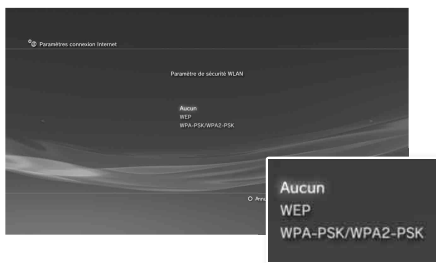 Paramètres connexion Internet
Paramètre de sécurité WLAN
Aucun
WEP
WPA-PSK/WPA2-PSK
Aucun
WEP
WPA-PSK/WPA2-PSK